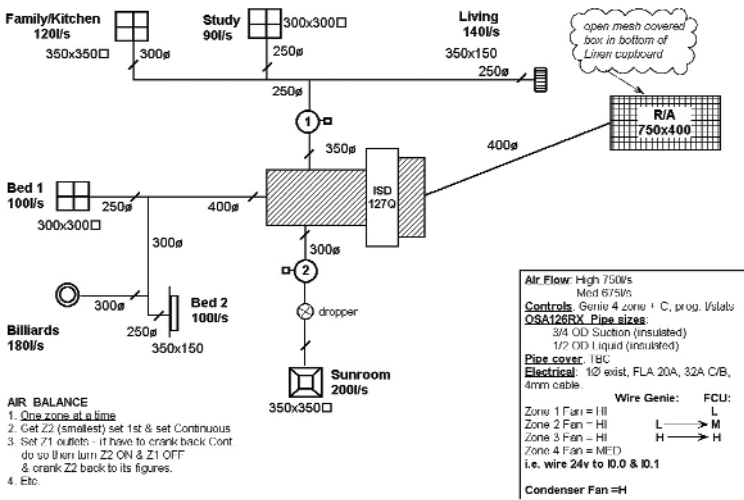 Family/Kitchen
120l/s
350x350□
300ø
Study
90l/s
300x300□
250ø
Living
140l/s
350x150
250ø
open mesh covered
box in bottom of
Linen cupboard
250ø
1
350ø
R/A
750x400
400ø
ISD
127Q
Bed 1
100l/s
300x300□
250ø
400ø
300ø
300ø
2
Billiards
180l/s
300ø
250ø
Bed 2
100l/s
350x150
dropper
Sunroom
200l/s
350x350□
AIR BALANCE
1. One zone at a time
2. Get Z2 (smallest) set 1st & set Continuous
3 Set Z1 outlets - if have to crank back Cont
do so then turn Z2 ON & Z1 OFF
& crank Z2 back to its figures.
4. Etc.
Air Flow: High 750l/s
Med 675l/s
Controls: Genie 4 zone + C, prog. t/stats
OSA126RX Pipe sizes:
3/4 OD Suction (insulated)
1/2 OD Liquid (insulated)
Pipe cover: TBC
Electrical: 1Ø exist, FLA 20A, 32A C/B,
4mm cable.
Wire Genie: FCU:
L
Zone 1 Fan = HI
Zone 2 Fan = HI L M
Zone 3 Fan = HI H H
Zone 4 Fan = MED
i.e. wire 24v to I0.0 & I0.1
Condenser Fan =H